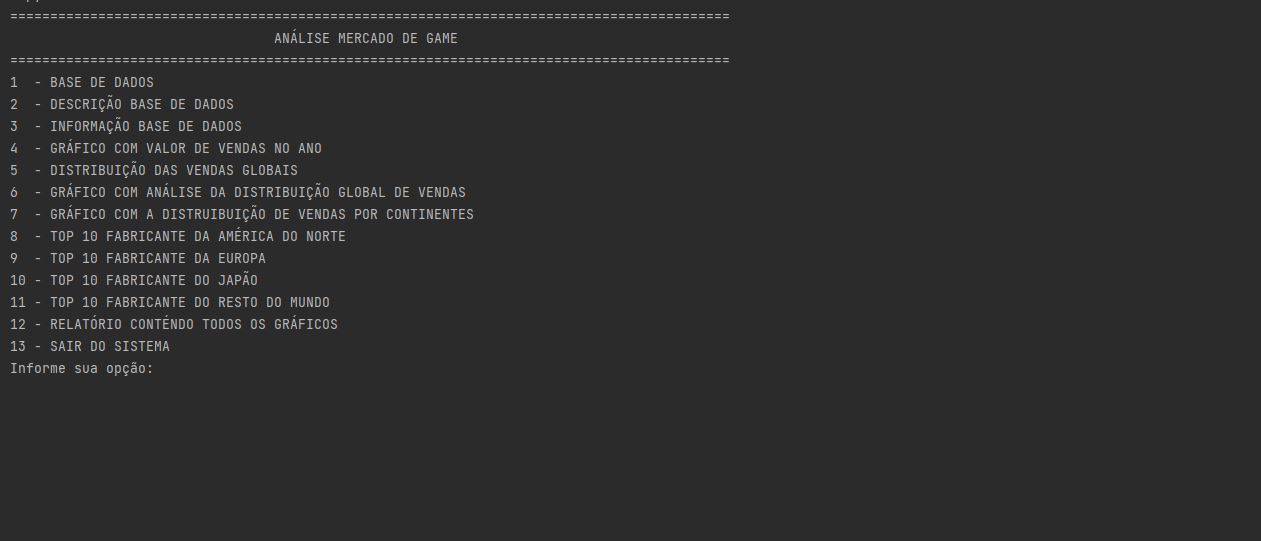 ==========================================================================================
ANÁLISE MERCADO DE GAME
==========================================================================================
1  - BASE DE DADOS
2  - DESCRIÇÃO BASE DE DADOS
3  - INFORMAÇÃO BASE DE DADOS
4  - GRÁFICO COM VALOR DE VENDAS NO ANO
5  - DISTRIBUIÇÃO DAS VENDAS GLOBAIS
6  - GRÁFICO COM ANÁLISE DA DISTRIBUIÇÃO GLOBAL DE VENDAS
7  - GRÁFICO COM A DISTRUIBUIÇÃO DE VENDAS POR CONTINENTES
8  - TOP 10 FABRICANTE DA AMÉRICA DO NORTE
9  - TOP 10 FABRICANTE DA EUROPA
10 - TOP 10 FABRICANTE DO JAPÃO
11 - TOP 10 FABRICANTE DO RESTO DO MUNDO
12 - RELATÓRIO CONTÉNDO TODOS OS GRÁFICOS
13 - SAIR DO SISTEMA
Informe sua opção: